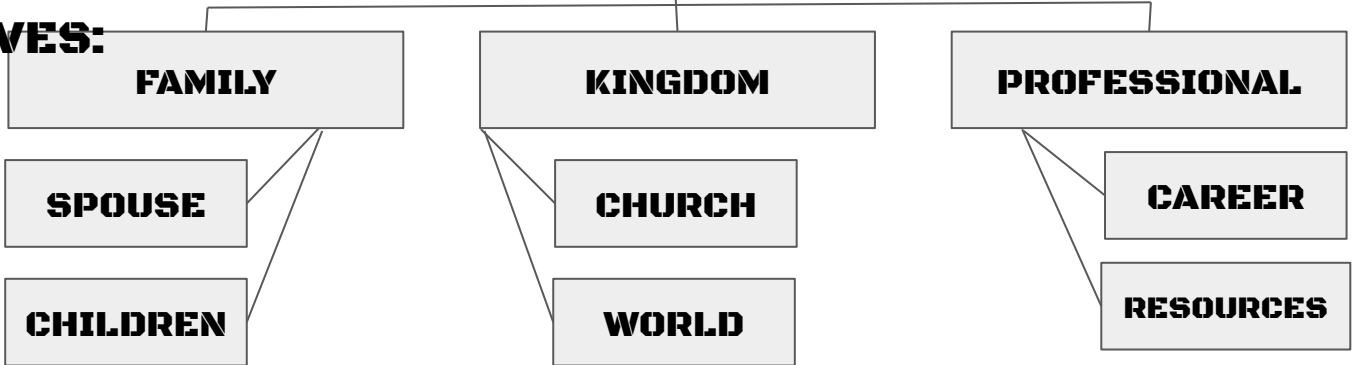 VES:
FAMILY
KINGDOM
PROFESSIONAL
SPOUSE
CHURCH
CAREER
CHILDREN
WORLD
RESOURCES